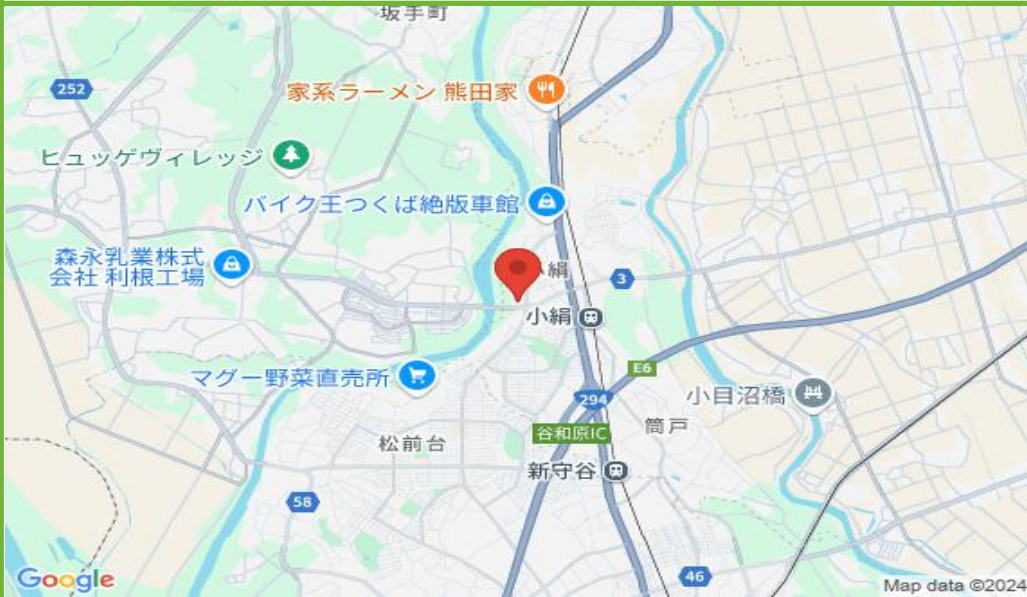 坂手町
252
家系ラーメン 熊田家
ヒュッゲヴィレッジ
バイク王つくば絶版車館
森永乳業株式
会社 利根工場
小絹
3
小絹
E6
マグー野菜直売所
294
小目沼橋
谷和原IC
筒戸
松前台
新守谷
58
46
Google
Map data ©2024